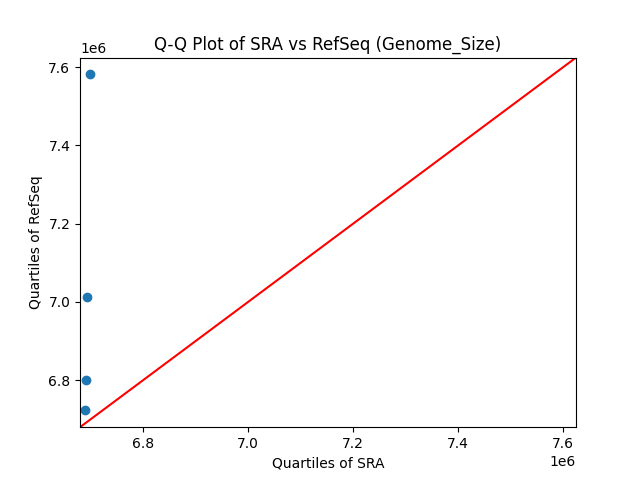 Q-Q Plot of SRA vs RefSeq (Genome_Size)
1e6
7.6
7.4
7.2
7.0
6.8
Quartiles of RefSeq
6.8 7.0 7.2 7.4 7.6
1e6
Quartiles of SRA